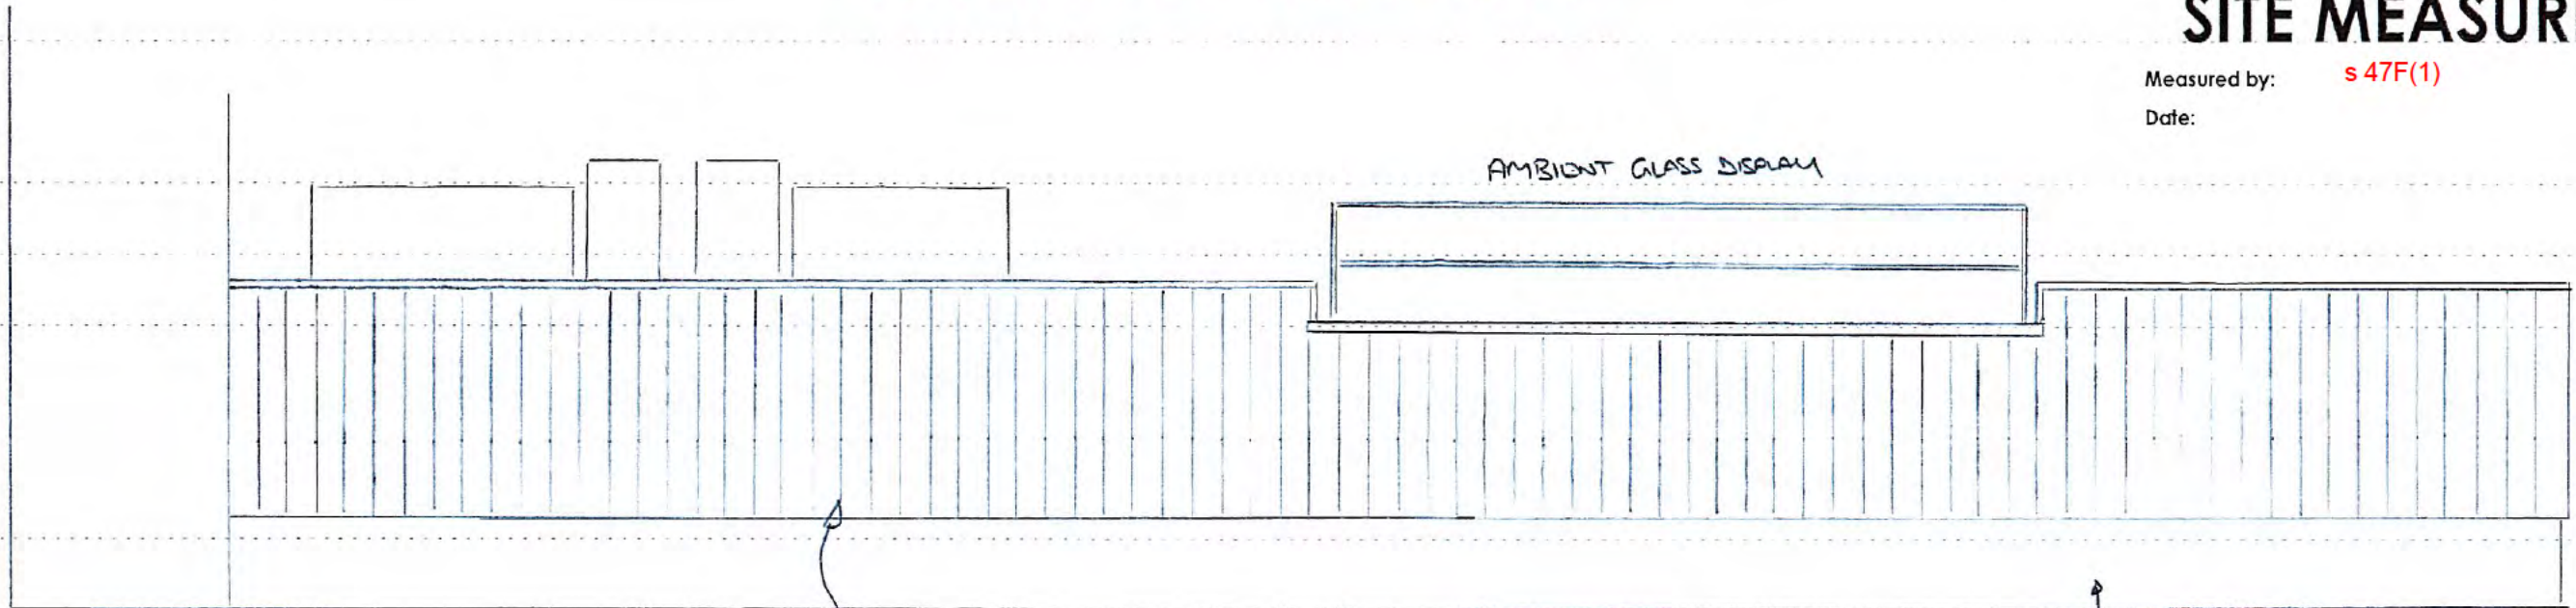 SITE MEASUR
Measured by: s 47F(1)
Date:
AMBIENT GLASS DISPLAY